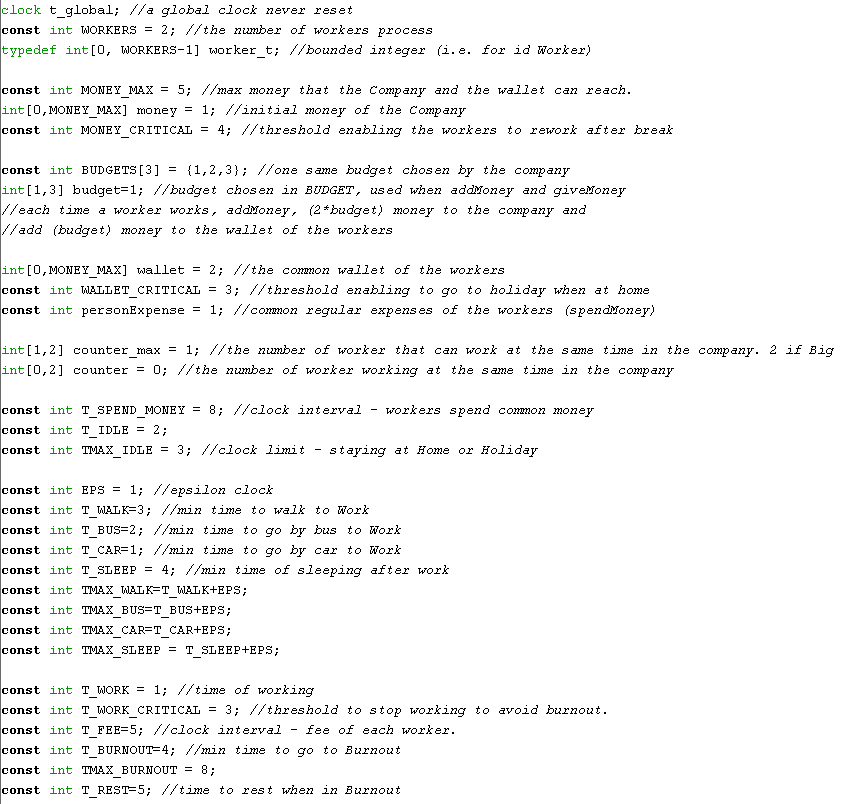 clock t_global; //a global clock never reset
const int WORKERS = 2; //the number of workers process
typedef int[0, WORKERS-1] worker_t; //bounded integer (i.e. for id Worker)
const int MONEY_MAX = 5; //max money that the Company and the wallet can reach.
int[0,MONEY_MAX] money = 1; //initial money of the Company
const int MONEY_CRITICAL = 4; //threshold enabling the workers to rework after break
const int BUDGETS[3] = {1,2,3}; //one same budget chosen by the company
int[1,3] budget=1; //budget chosen in BUDGET, used when addMoney and giveMoney
//each time a worker works, addMoney, (2*budget) money to the company and
//add (budget) money to the wallet of the workers
int[0,MONEY_MAX] wallet = 2; //the common wallet of the workers
const int WALLET_CRITICAL = 3; //threshold enabling to go to holiday when at home
const int personExpense = 1; //common regular expenses of the workers (spendMoney)
int[1,2] counter_max = 1; //the number of worker that can work at the same time in the company. 2 if Big
int[0,2] counter = 0; //the number of worker working at the same time in the company
const int T_SPEND_MONEY = 8; //clock interval - workers spend common money
const int T_IDLE = 2;
const int TMAX_IDLE = 3; //clock limit - staying at Home or Holiday
const int EPS = 1; //epsilon clock
const int T_WALK=3; //min time to walk to Work
const int T_BUS=2; //min time to go by bus to Work
const int T_CAR=1; //min time to go by car to Work
const int T_SLEEP = 4; //min time of sleeping after work
const int TMAX_WALK=T_WALK+EPS;
const int TMAX_BUS=T_BUS+EPS;
const int TMAX_CAR=T_CAR+EPS;
const int TMAX_SLEEP = T_SLEEP+EPS;
const int T_WORK = 1; //time of working
const int T_WORK_CRITICAL = 3; //threshold to stop working to avoid burnout.
const int T_FEE=5; //clock interval - fee of each worker.
const int T_BURNOUT=4; //min time to go to Burnout
const int TMAX_BURNOUT = 8;
const int T_REST=5; //time to rest when in Burnout